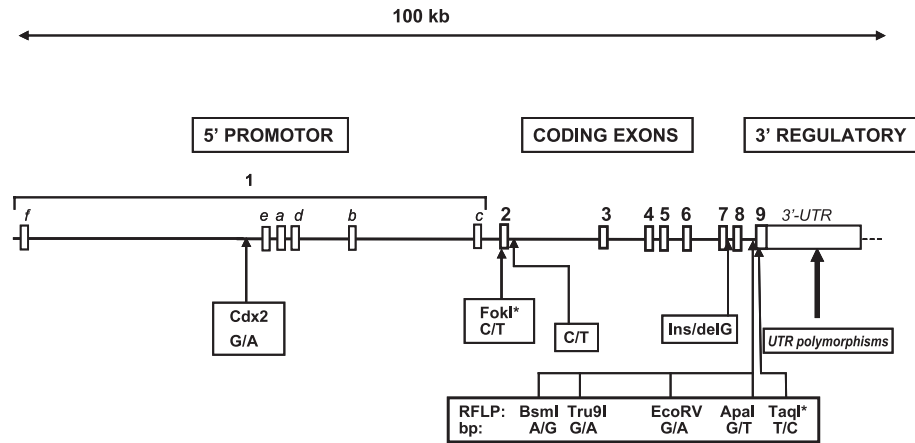 100 kb
5' PROMOTOR CODING EXONS 3' REGULATORY
1
f e a d b c 2 3 4 5 6 7 8 9 3'-UTR
Cdx2
G/A
FokI*
C/T
C/T
Ins/delG
UTR polymorphisms
RFLP: BsmI Tru9I EcoRV ApaI TaqI*
bp: A/G G/A G/A G/T T/C